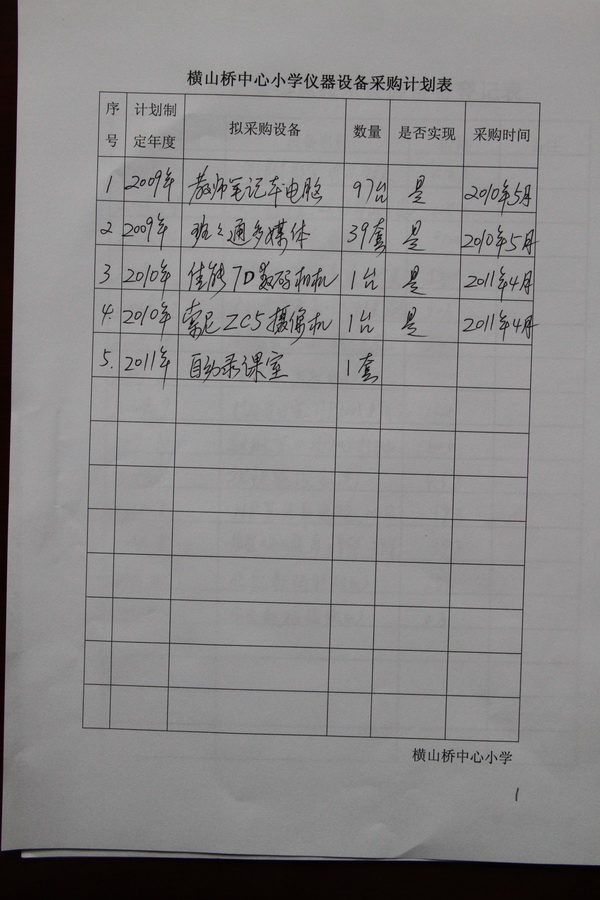 横山桥中心小学仪器设备采购计划表
序号 计划制定年度 拟采购设备 数量 是否实现 采购时间
1 2009年 教师笔记本电脑 97台 是 2010年5月
2 2009年 班班通多媒体 39套 是 2010年5月
3 2010年 佳能7D数码相机 1台 是 2011年4月
4. 2010年 索尼ZC5摄像机 1台 是 2011年4月
5. 2011年 自动录课室 1套
横山桥中心小学
1